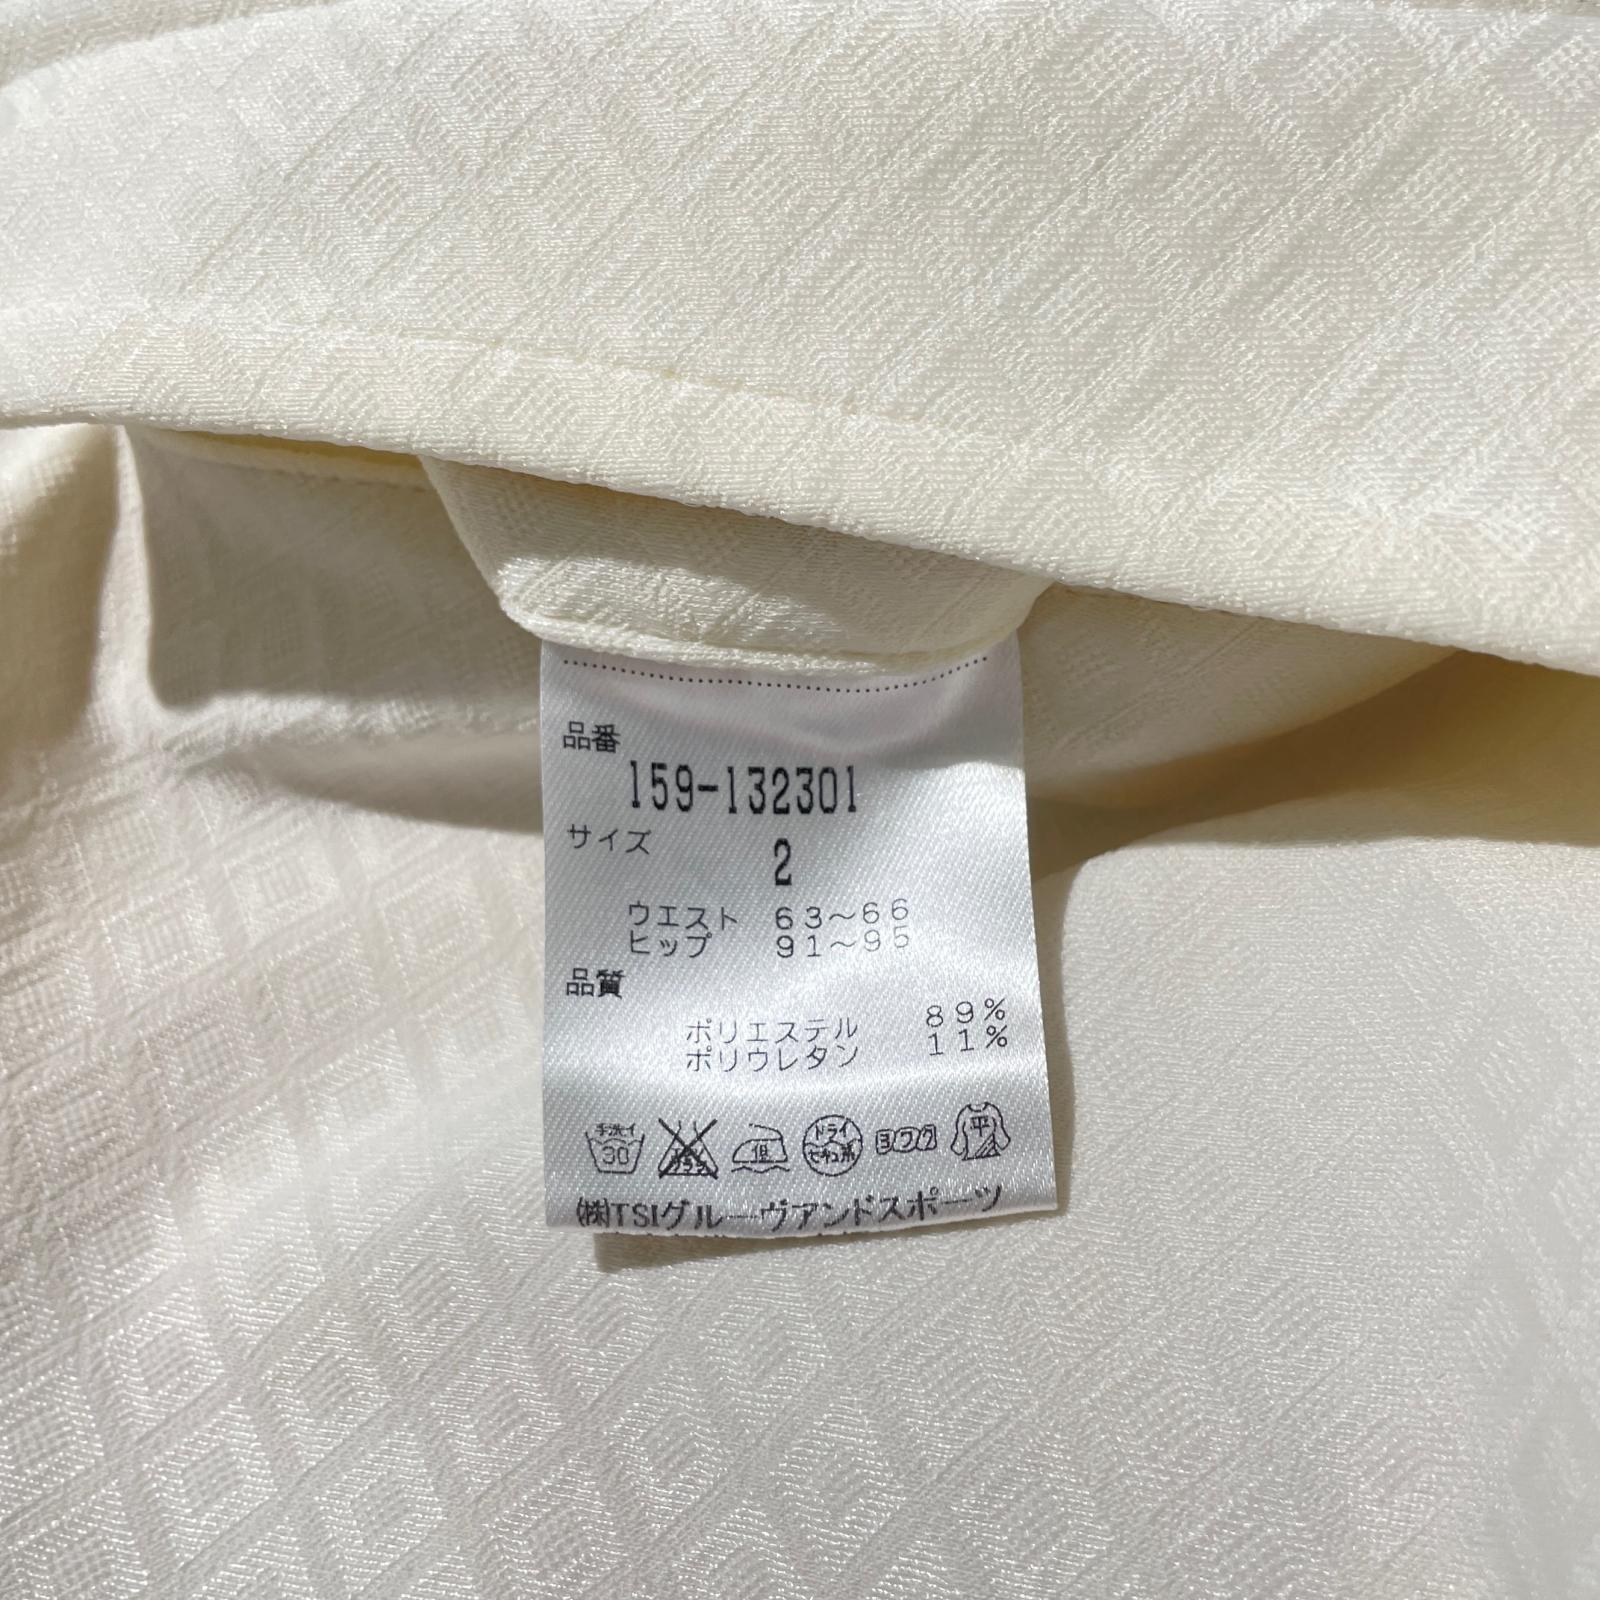 品番
159-132301
サイズ 2
ウエスト 63～66
ヒップ 91～95
品質
ポリエステル 89%
ポリウレタン 11%
手洗イ 30 低 ドライ セキユ系 ヨワク 平
㈱TSIグルーヴアンドスポーツ